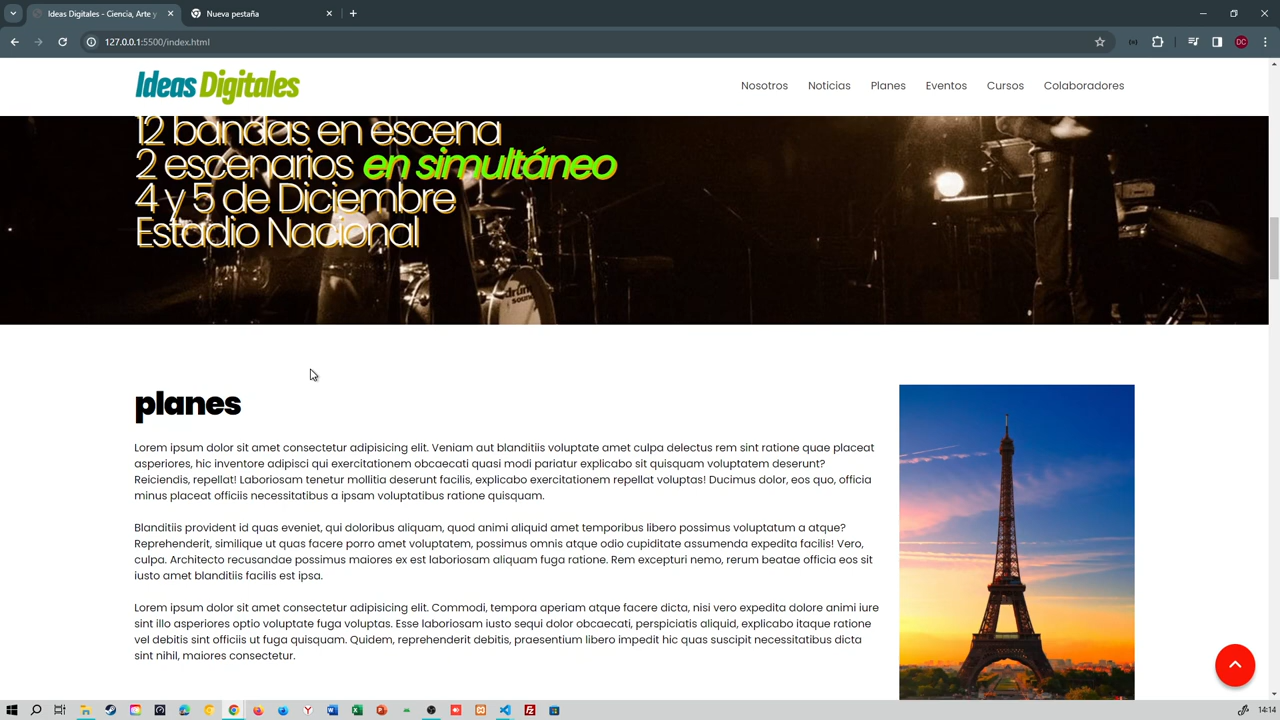 Ideas Digitales - Ciencia, Arte y
Nueva pestaña
127.0.0.1:5500/index.html
DC
Ideas Digitales
Nosotros
Noticias
Planes
Eventos
Cursos
Colaboradores
12 bandas en escena
2 escenarios en simultáneo
4 y 5 de Diciembre
Estadio Nacional
drum
sound
planes
Lorem ipsum dolor sit amet consectetur adipisicing elit. Veniam aut blanditiis voluptate amet culpa delectus rem sint ratione quae placeat
asperiores, hic inventore adipisci qui exercitationem obcaecati quasi modi pariatur explicabo sit quisquam voluptatem deserunt?
Reiciendis, repellat! Laboriosam tenetur mollitia deserunt facilis, explicabo exercitationem repellat voluptas! Ducimus dolor, eos quo, officia
minus placeat officiis necessitatibus a ipsam voluptatibus ratione quisquam.
Blanditiis provident id quas eveniet, qui doloribus aliquam, quod animi aliquid amet temporibus libero possimus voluptatum a atque?
Reprehenderit, similique ut quas facere porro amet voluptatem, possimus omnis atque odio cupiditate assumenda expedita facilis! Vero,
culpa. Architecto recusandae possimus maiores ex est laboriosam aliquam fuga ratione. Rem excepturi nemo, rerum beatae officia eos sit
iusto amet blanditiis facilis est ipsa.
Lorem ipsum dolor sit amet consectetur adipisicing elit. Commodi, tempora aperiam atque facere dicta, nisi vero expedita dolore animi iure
sint illo asperiores optio voluptate fuga voluptas. Esse laboriosam iusto sequi dolor obcaecati, perspiciatis aliquid, explicabo itaque ratione
vel debitis sint officiis ut fuga quisquam. Quidem, reprehenderit debitis, praesentium libero impedit hic quas suscipit necessitatibus dicta
sint nihil, maiores consectetur.
14:14